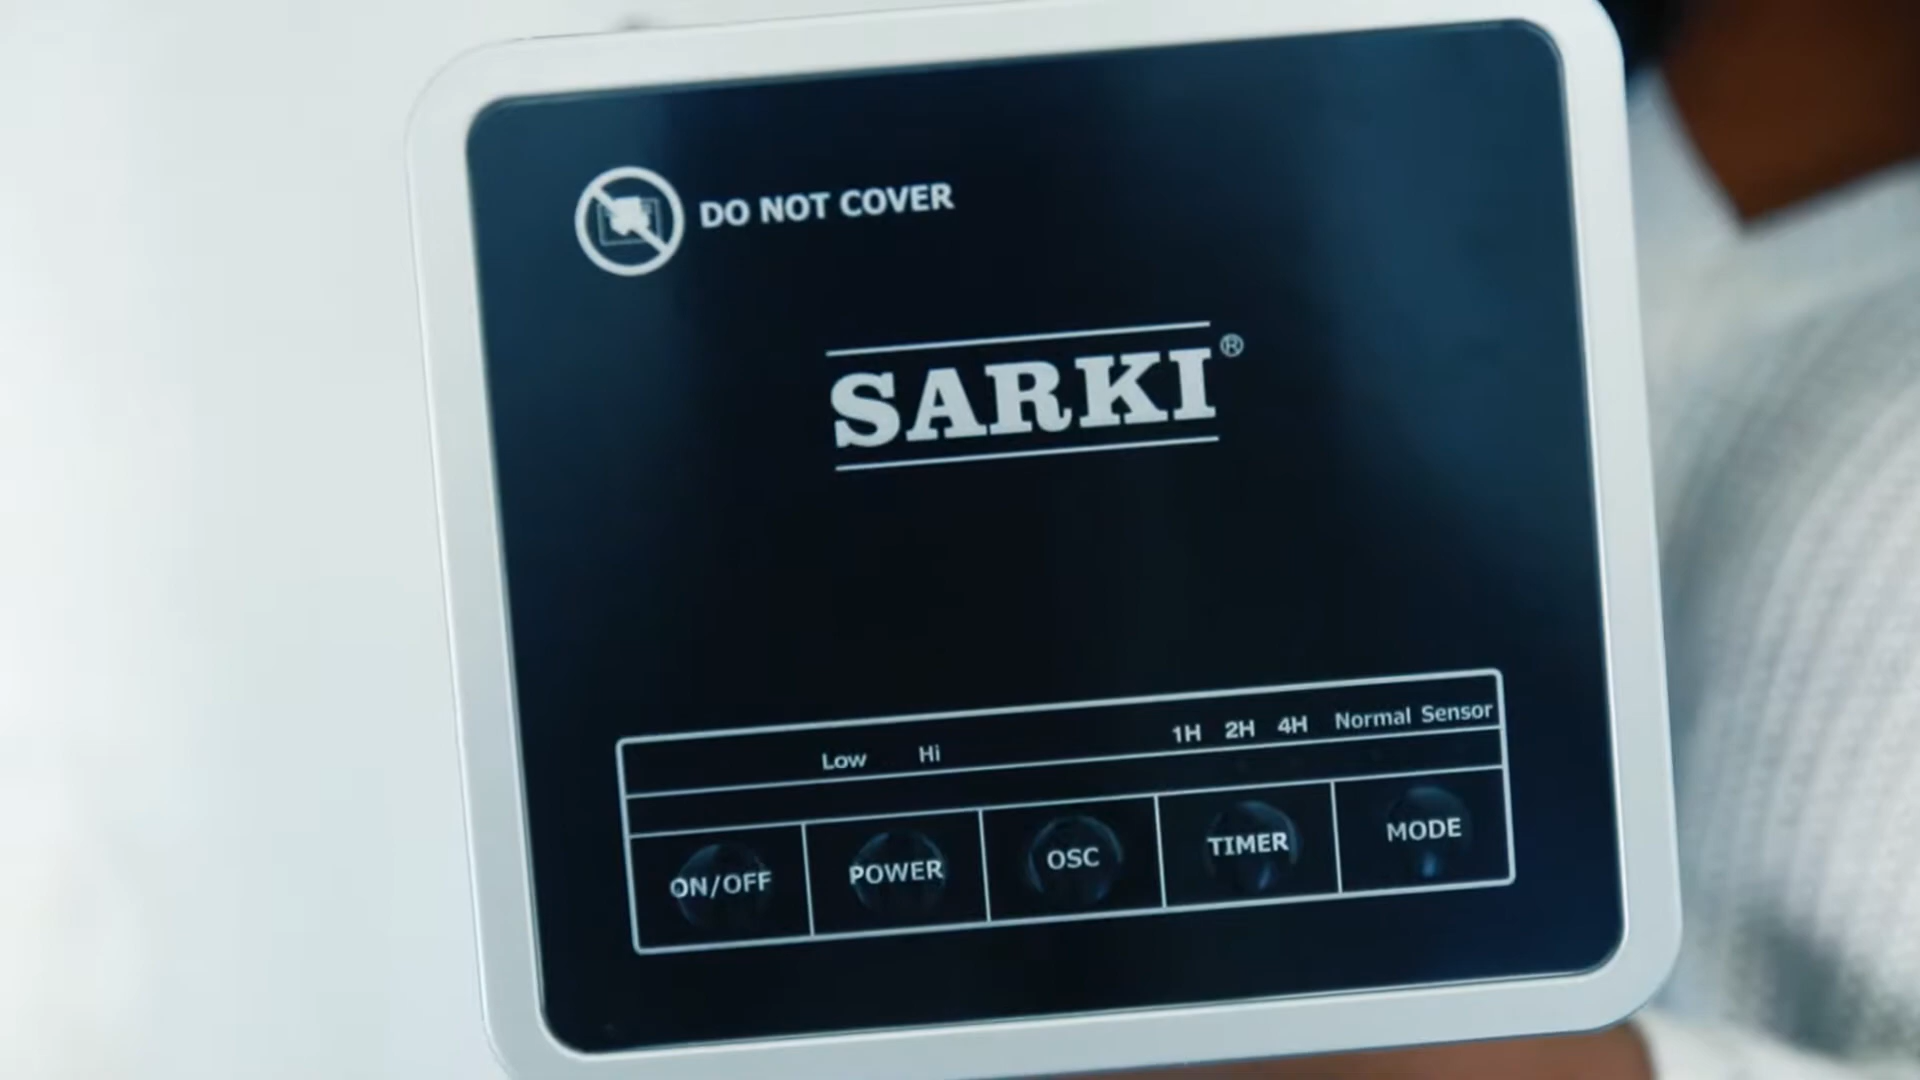 DO NOT COVER
SARKI®
Low Hi 1H 2H 4H Normal Sensor
ON/OFF POWER OSC TIMER MODE